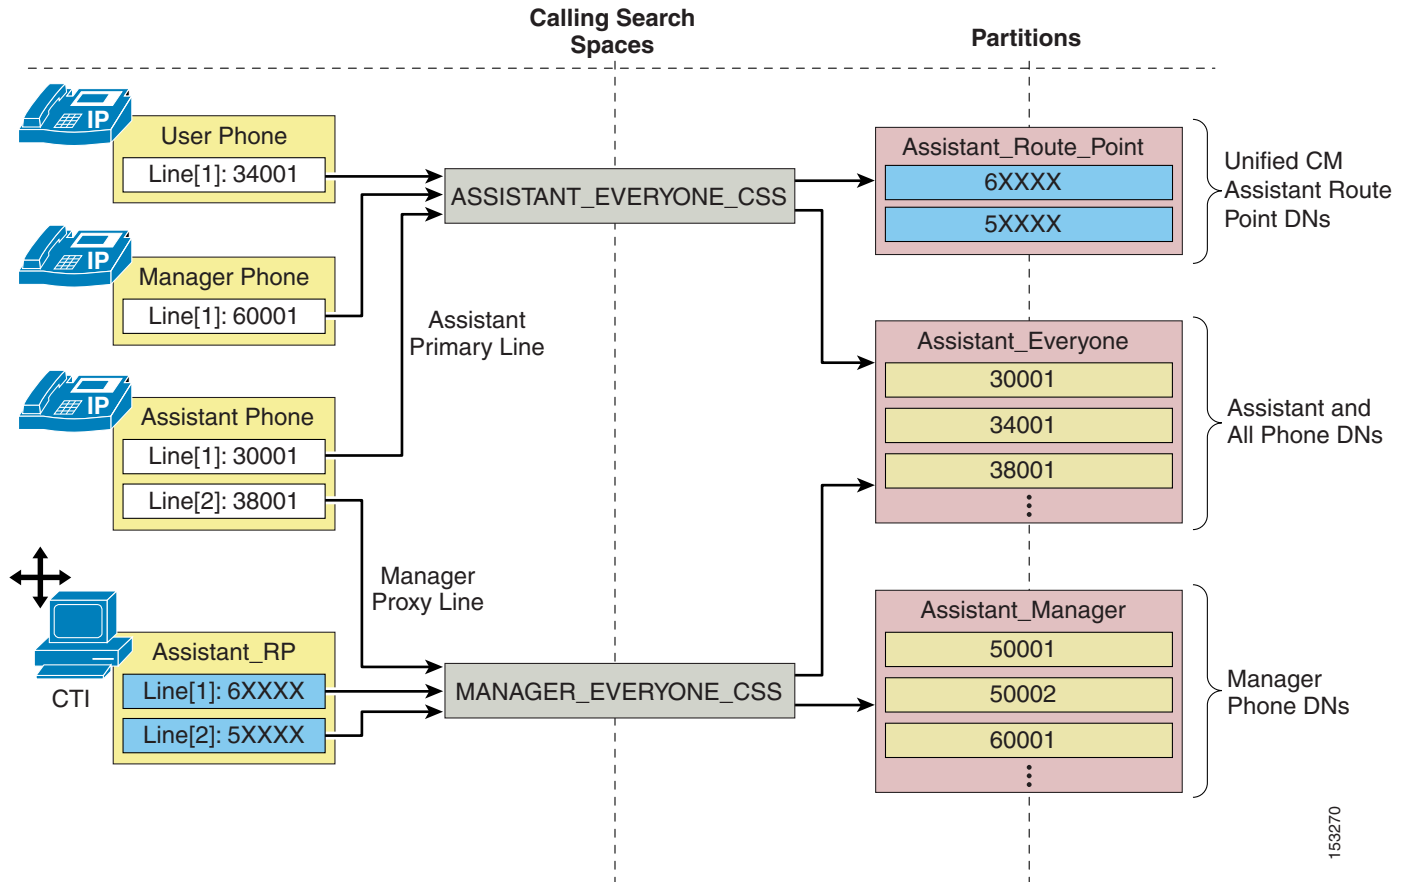 Calling Search
Spaces
Partitions
IP
User Phone
Line[1]: 34001
IP
Manager Phone
Line[1]: 60001
IP
Assistant Phone
Line[1]: 30001
Line[2]: 38001
CTI
Assistant_RP
Line[1]: 6XXXX
Line[2]: 5XXXX
Assistant
Primary Line
Manager
Proxy Line
ASSISTANT_EVERYONE_CSS
MANAGER_EVERYONE_CSS
Assistant_Route_Point
6XXXX
5XXXX
Unified CM
Assistant Route
Point DNs
Assistant_Everyone
30001
34001
38001
Assistant and
All Phone DNs
Assistant_Manager
50001
50002
60001
Manager
Phone DNs
153270